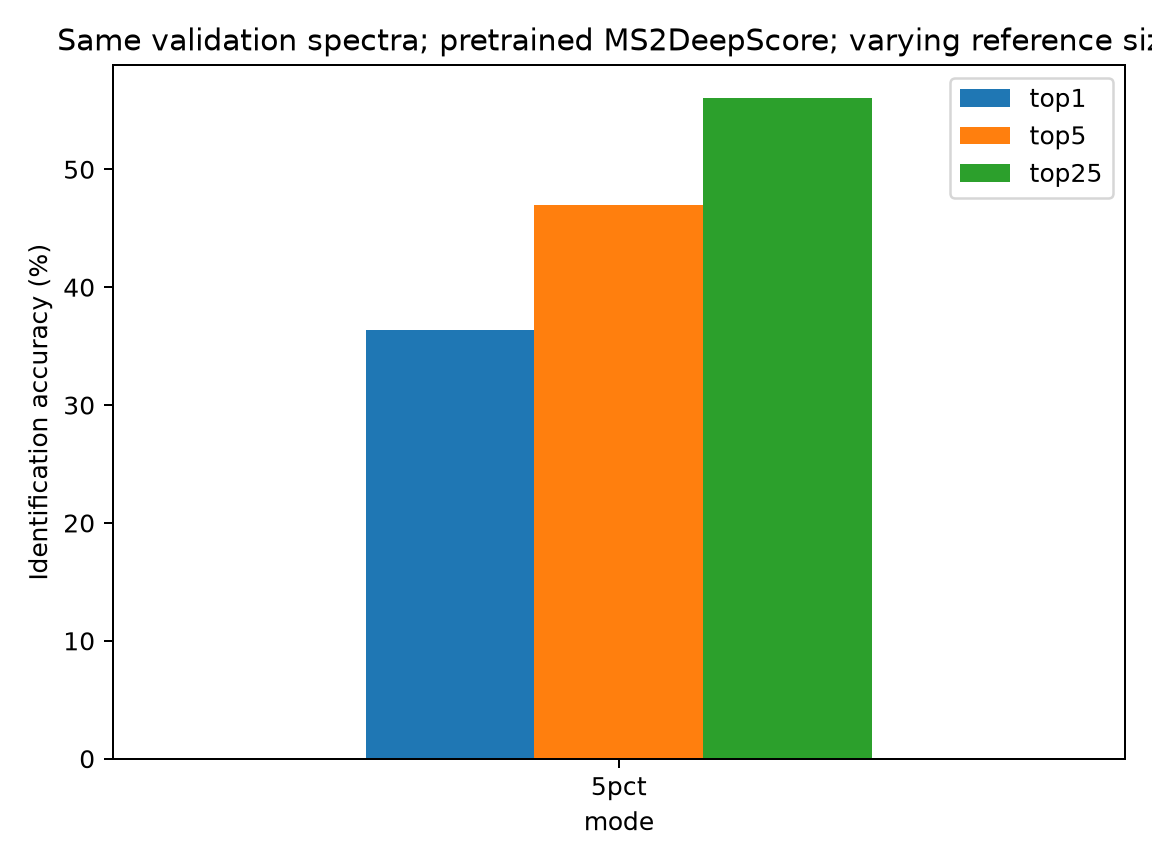 Same validation spectra; pretrained MS2DeepScore; varying reference
top1
top5
top25
Identification accuracy (%)
50
40
30
20
10
0
5pct
mode